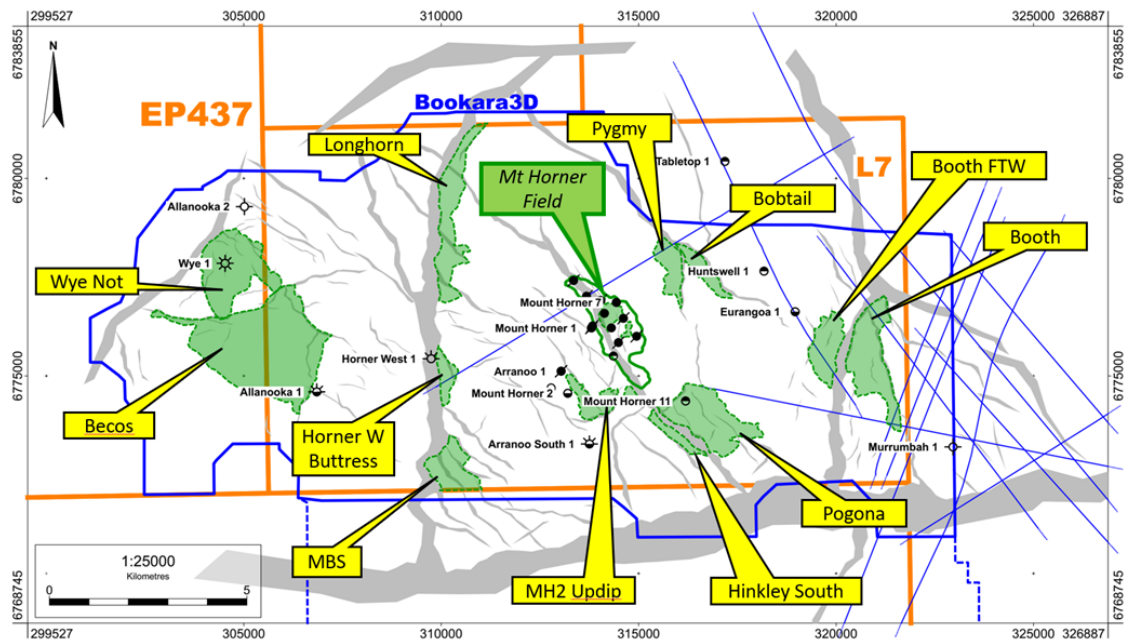 299527 305000 310000 315000 320000 325000 326887
6783855
6783855
N
EP437
Bookara3D
Longhorn
Pygmy
Tabletop 1
6780000
6780000
L7
Booth FTW
Mt Horner
Field
Bobtail
Allanooka 2
Booth
Wye 1
Huntswell 1
Wye Not
Mount Horner 7
Eurangoa 1
Mount Horner 1
Horner West 1
6775000
6775000
Arranoo 1
Allanooka 1
Mount Horner 2
Mount Horner 11
Becos
Horner W
Buttress
Arranoo South 1
Murrumbah 1
Pogona
MBS
MH2 Updip
Hinkley South
1:25000
Kilometres
0 5
6768745
6768745
299527 305000 310000 315000 320000 325000 326887